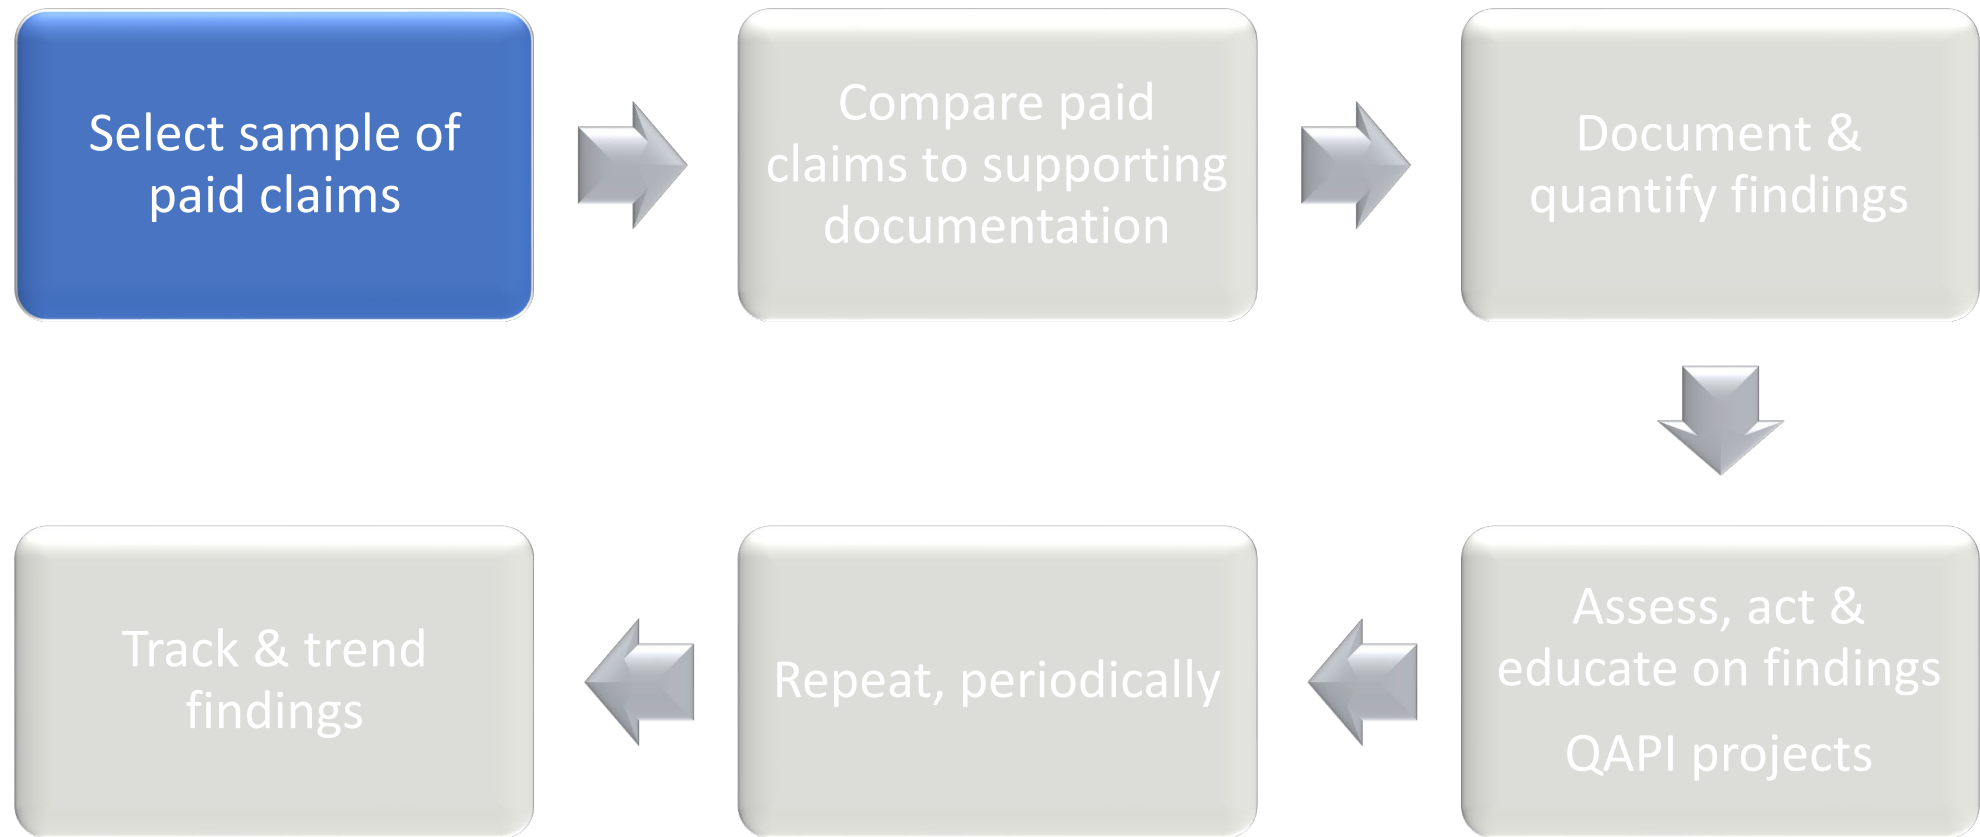 Select sample of
paid claims
Compare paid
claims to supporting
documentation
Document &
quantify findings
Assess, act &
educate on findings
QAPI projects
Repeat, periodically
Track & trend
findings